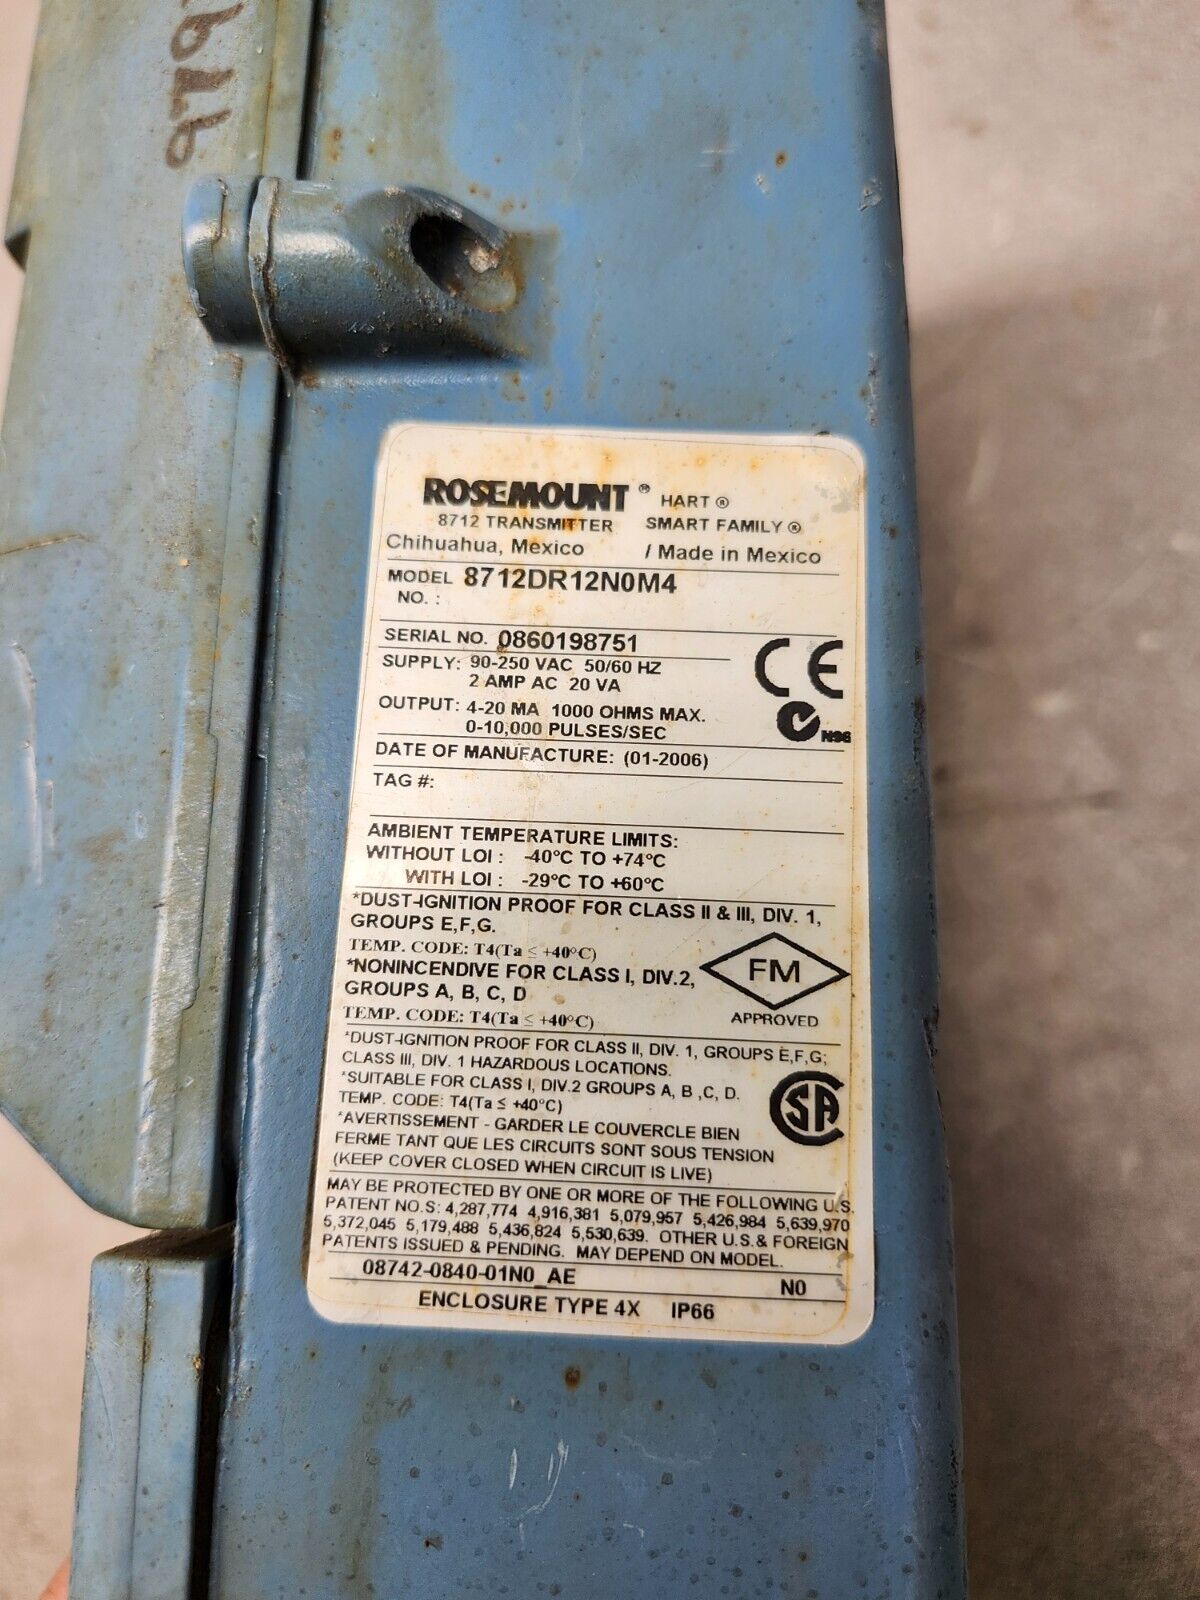 ROSEMOUNT ® HART ®
8712 TRANSMITTER SMART FAMILY ®
Chihuahua, Mexico / Made in Mexico
MODEL 8712DR12N0M4
NO. :
SERIAL NO. 0860198751
SUPPLY: 90-250 VAC 50/60 HZ
2 AMP AC 20 VA
CE
OUTPUT: 4-20 MA 1000 OHMS MAX.
0-10,000 PULSES/SEC
N96
DATE OF MANUFACTURE: (01-2006)
TAG #:
AMBIENT TEMPERATURE LIMITS:
WITHOUT LOI : -40°C TO +74°C
WITH LOI : -29°C TO +60°C
*DUST-IGNITION PROOF FOR CLASS II & III, DIV. 1,
GROUPS E,F,G.
TEMP. CODE: T4(Ta ≤ +40°C)
*NONINCENDIVE FOR CLASS I, DIV.2,
GROUPS A, B, C, D
TEMP. CODE: T4(Ta ≤ +40°C)
FM
APPROVED
*DUST-IGNITION PROOF FOR CLASS II, DIV. 1, GROUPS E,F,G;
CLASS III, DIV. 1 HAZARDOUS LOCATIONS.
*SUITABLE FOR CLASS I, DIV.2 GROUPS A, B ,C, D.
TEMP. CODE: T4(Ta ≤ +40°C)
SA
*AVERTISSEMENT - GARDER LE COUVERCLE BIEN
FERME TANT QUE LES CIRCUITS SONT SOUS TENSION
(KEEP COVER CLOSED WHEN CIRCUIT IS LIVE)
MAY BE PROTECTED BY ONE OR MORE OF THE FOLLOWING U.S.
PATENT NO.S: 4,287,774 4,916,381 5,079,957 5,426,984 5,639,970
5,372,045 5,179,488 5,436,824 5,530,639. OTHER U.S. & FOREIGN
PATENTS ISSUED & PENDING. MAY DEPEND ON MODEL.
08742-0840-01N0_AE N0
ENCLOSURE TYPE 4X IP66